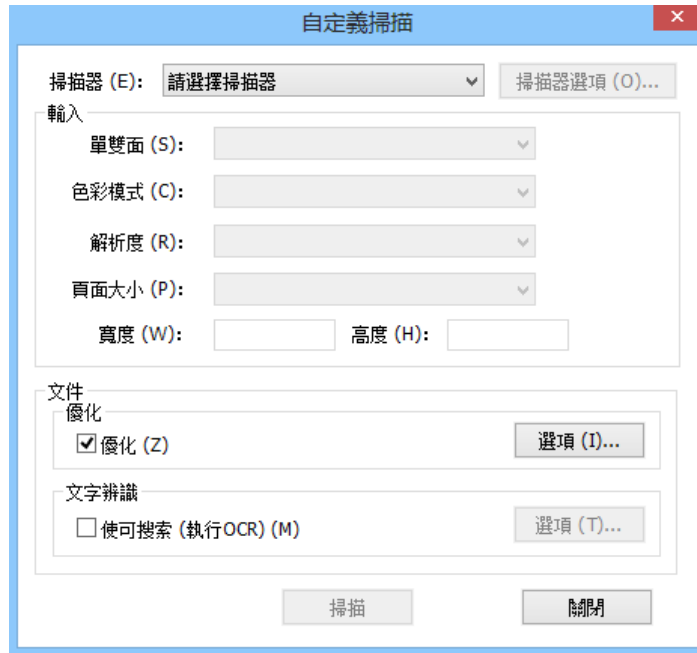 自定義掃描
掃描器 (E): 請選擇掃描器 掃描器選項 (O)...
輸入
單雙面 (S):
色彩模式 (C):
解析度 (R):
頁面大小 (P):
寬度 (W): 高度 (H):
文件
優化
優化 (Z) 選項 (I)...
文字辨識
使可搜索 (執行OCR) (M) 選項 (T)...
掃描 關閉